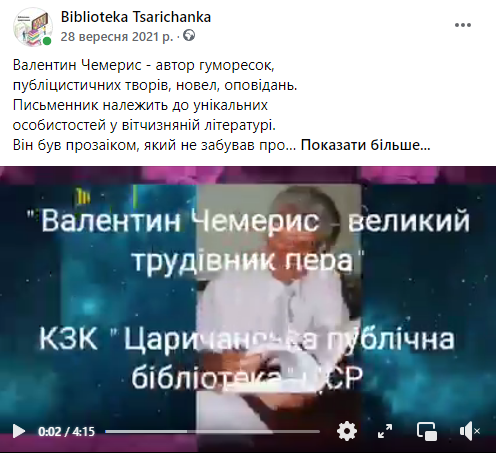 Biblioteka Tsarichanka
28 вересня 2021 р. ·
Валентин Чемерис - автор гуморесок,
публіцистичних творів, новел, оповідань.
Письменник належить до унікальних
особистостей у вітчизняній літературі.
Він був прозаїком, який не забував про... Показати більше...
" Валентин Чемерис - великий
трудівник пера"
КЗК " Царичанська публічна
бібліотека" ЦСР
0:02 / 4:15